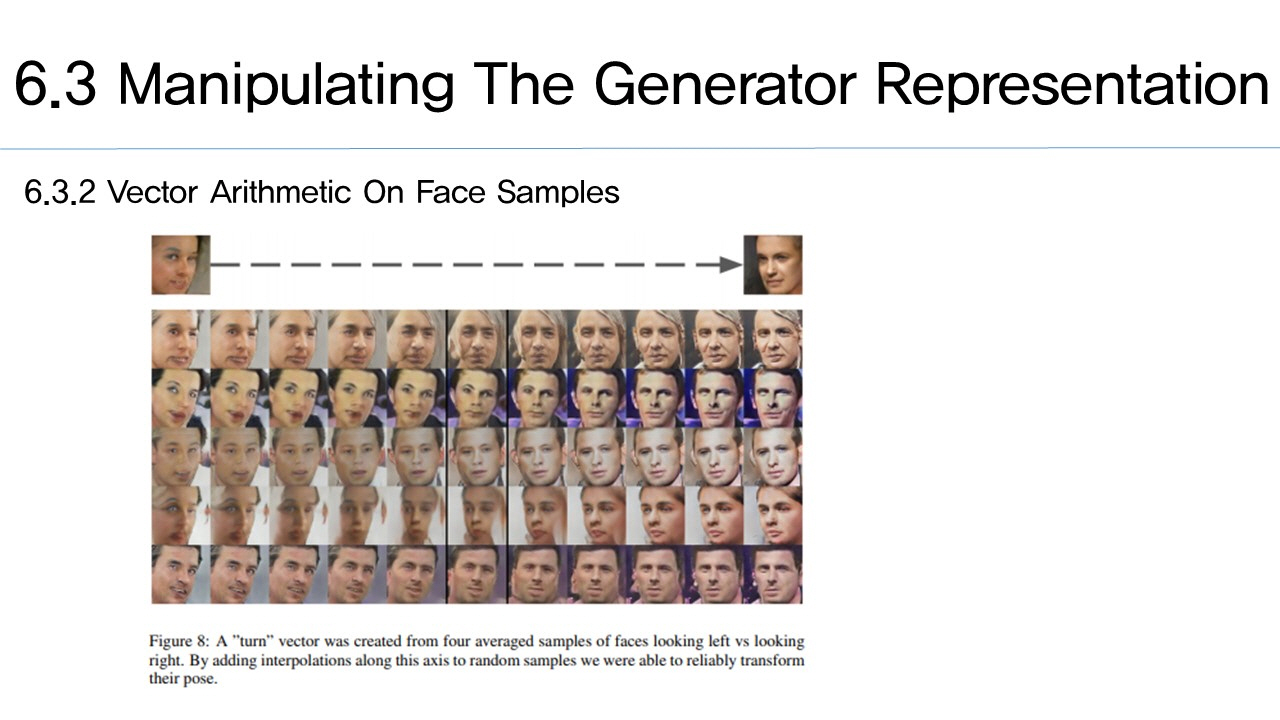 6.3 Manipulating The Generator Representation
6.3.2 Vector Arithmetic On Face Samples
Figure 8: A ”turn” vector was created from four averaged samples of faces looking left vs looking
right. By adding interpolations along this axis to random samples we were able to reliably transform
their pose.